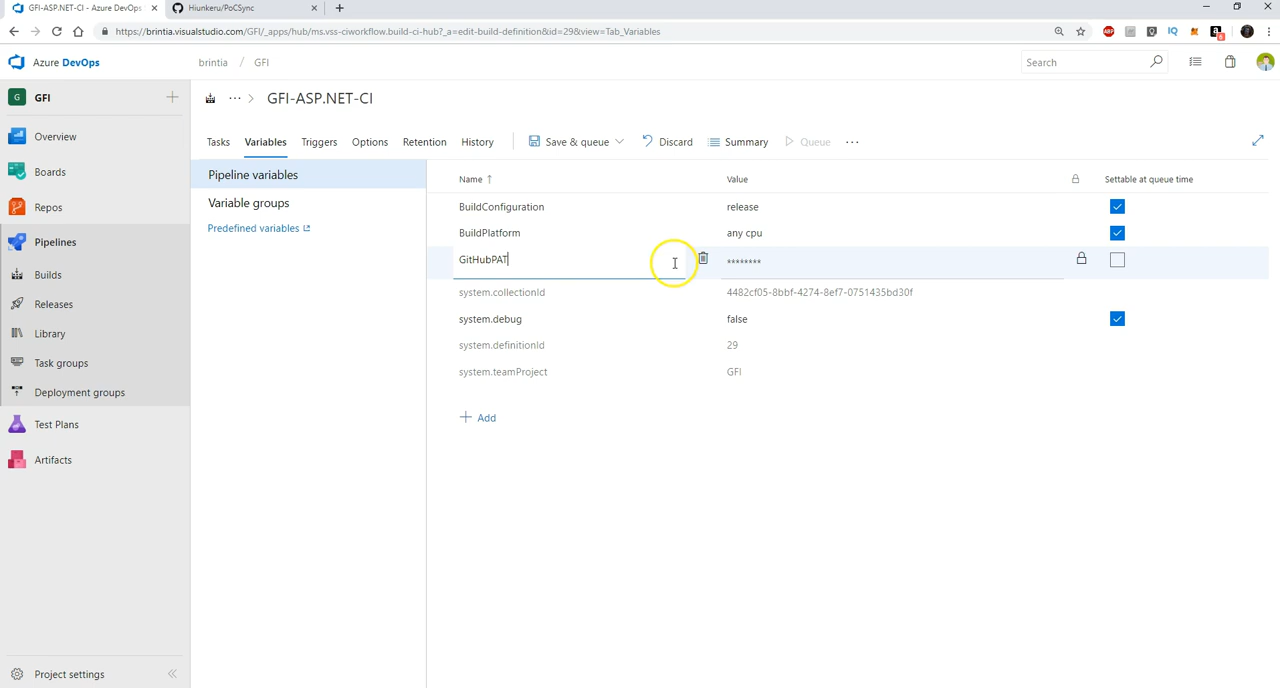 GFI-ASP.NET-CI - Azure DevOps
Hiunkeru/PoCSync
https://brintia.visualstudio.com/GFI/_apps/hub/ms.vss-ciworkflow.build-ci-hub?_a=edit-build-definition&id=29&view=Tab_Variables
ABP
IQ
a
Azure DevOps
brintia / GFI
Search
G GFI
... > GFI-ASP.NET-CI
Overview
Boards
Repos
Pipelines
Builds
Releases
Library
Task groups
Deployment groups
Test Plans
Artifacts
Project settings
Tasks Variables Triggers Options Retention History Save & queue Discard Summary Queue ...
Pipeline variables
Variable groups
Predefined variables
Name Value Settable at queue time
BuildConfiguration release
BuildPlatform any cpu
GitHubPAT ********
system.collectionId 4482cf05-8bbf-4274-8ef7-0751435bd30f
system.debug false
system.definitionId 29
system.teamProject GFI
+ Add